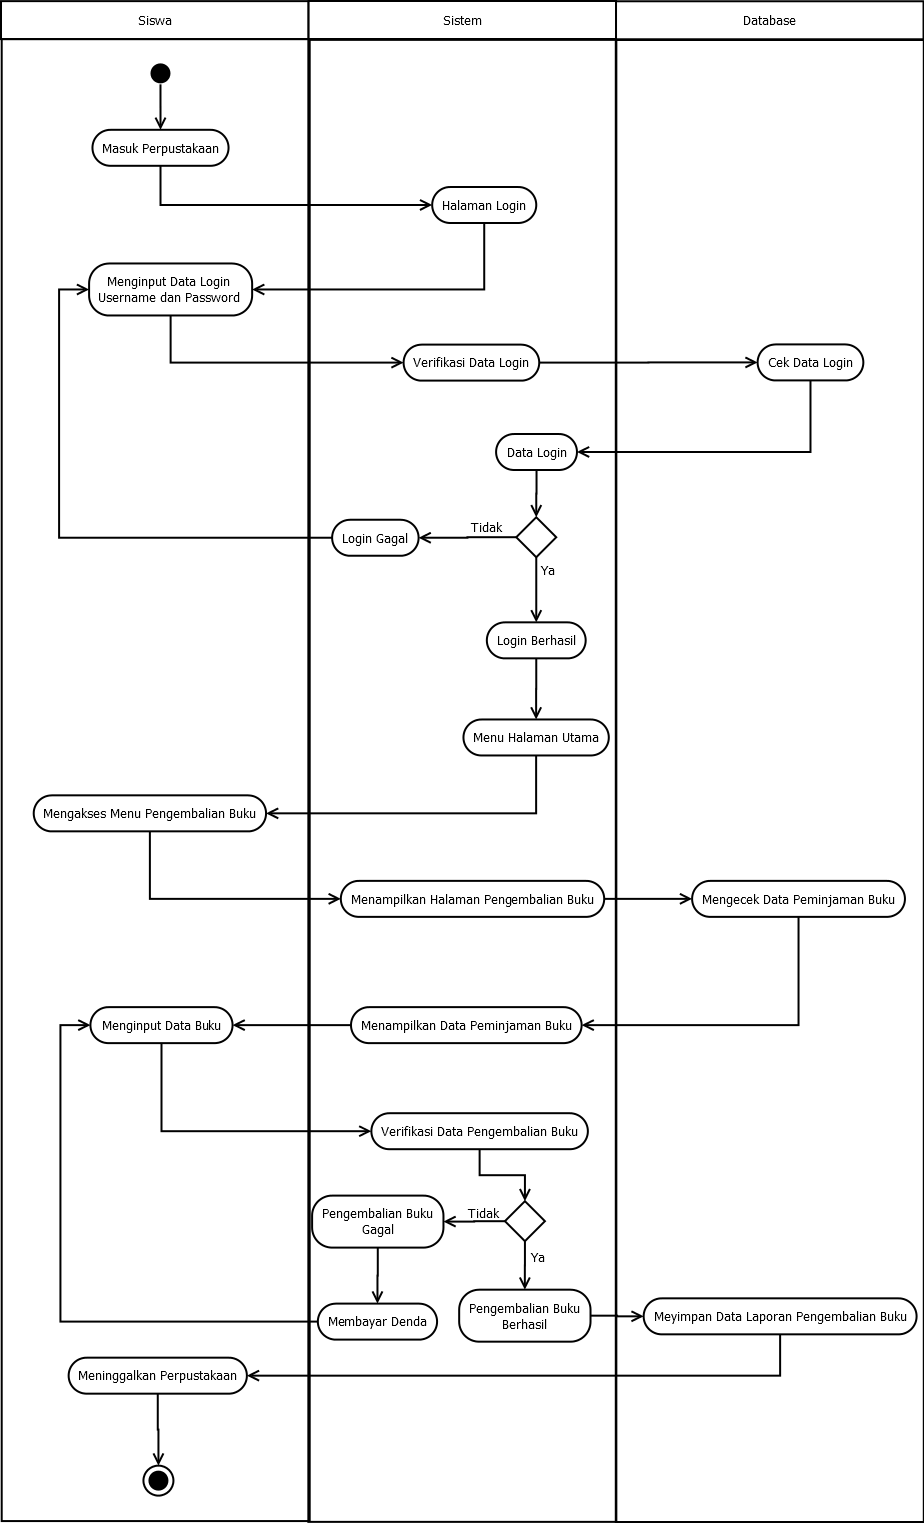 Siswa
Sistem
Database
Masuk Perpustakaan
Halaman Login
Menginput Data Login
Username dan Password
Verifikasi Data Login
Cek Data Login
Data Login
Tidak
Login Gagal
Ya
Login Berhasil
Menu Halaman Utama
Mengakses Menu Pengembalian Buku
Menampilkan Halaman Pengembalian Buku
Mengecek Data Peminjaman Buku
Menginput Data Buku
Menampilkan Data Peminjaman Buku
Verifikasi Data Pengembalian Buku
Pengembalian Buku
Gagal
Tidak
Ya
Membayar Denda
Pengembalian Buku
Berhasil
Meyimpan Data Laporan Pengembalian Buku
Meninggalkan Perpustakaan